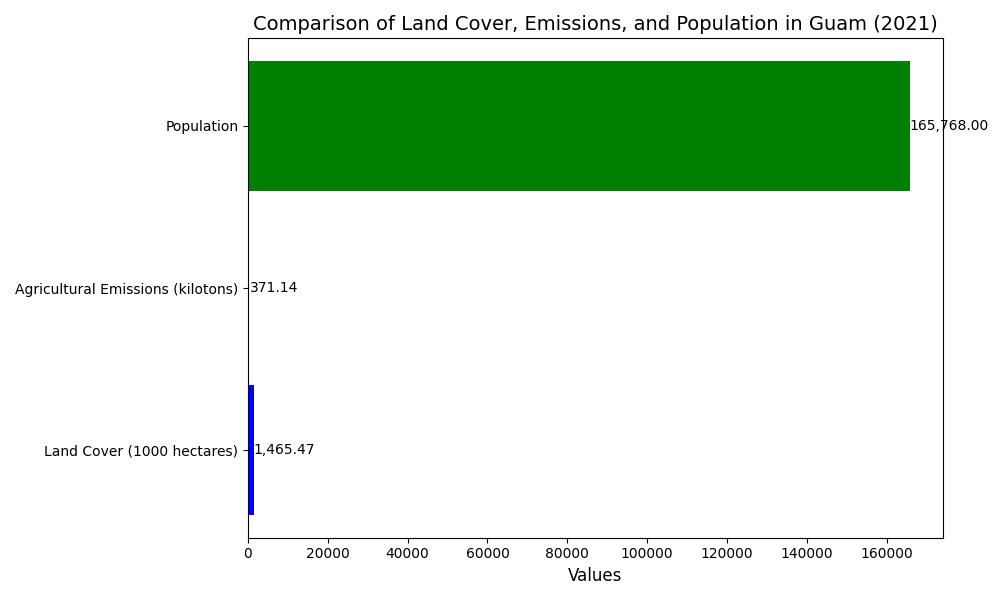 Comparison of Land Cover, Emissions, and Population in Guam (2021)
Population
165,768.00
Agricultural Emissions (kilotons)
371.14
Land Cover (1000 hectares)
1,465.47
0 20000 40000 60000 80000 100000 120000 140000 160000
Values